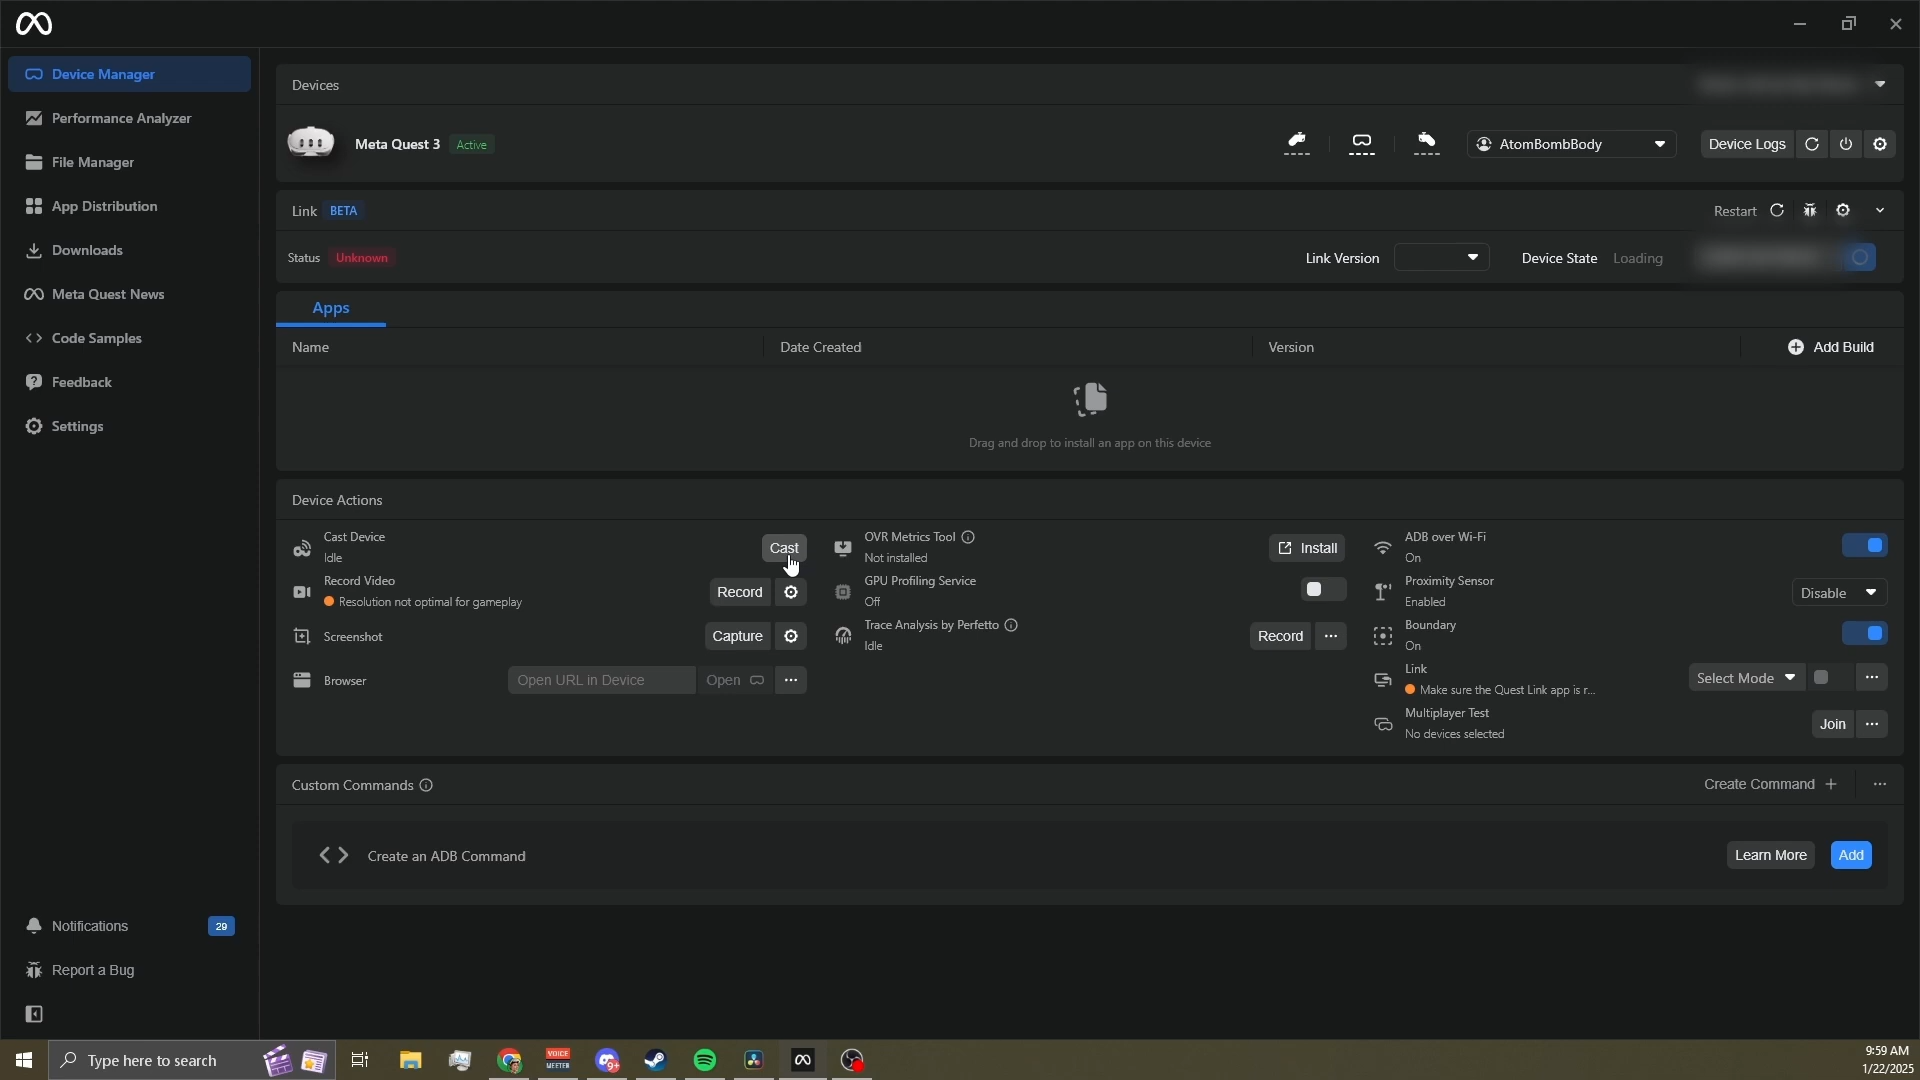 Device Manager
Performance Analyzer
File Manager
App Distribution
Downloads
Meta Quest News
Code Samples
Feedback
Settings
Notifications 29
Report a Bug
Devices
Meta Quest 3 Active
AtomBombBody
Device Logs
Link BETA
Restart
Status Unknown
Link Version
Device State Loading
Apps
Name Date Created Version Add Build
Drag and drop to install an app on this device
Device Actions
Cast Device
Idle
Cast
Record Video
Resolution not optimal for gameplay
Record
Screenshot
Capture
Browser
Open URL in Device
Open
OVR Metrics Tool
Not installed
Install
GPU Profiling Service
Off
Trace Analysis by Perfetto
Idle
Record
ADB over Wi-Fi
On
Proximity Sensor
Enabled
Disable
Boundary
On
Link
Make sure the Quest Link app is r...
Select Mode
Multiplayer Test
No devices selected
Join
Custom Commands
Create Command +
Create an ADB Command
Learn More
Add
Type here to search
VOICE
MEETER
9+
9:59 AM
1/22/2025